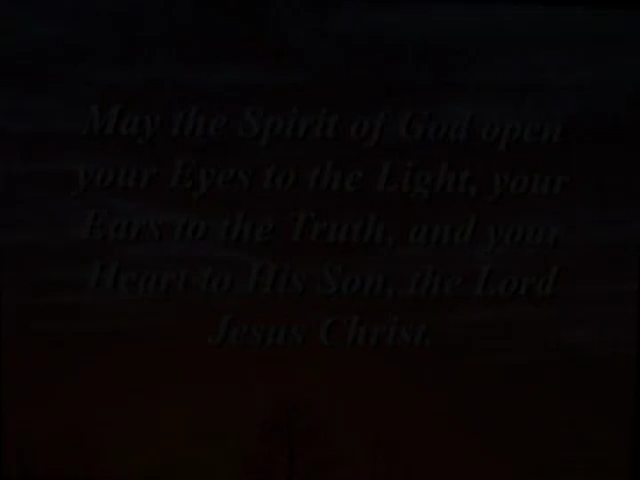 May the Spirit of God open
your Eyes to the Light, your
Ears to the Truth, and your
Heart to His Son, the Lord
Jesus Christ.